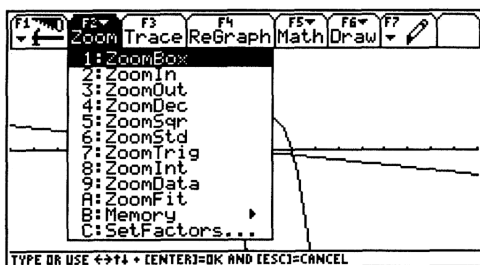 F1 F2 F3 F4 F5 F6 F7
Zoom Trace ReGraph Math Draw
1:ZoomBox
2:ZoomIn
3:ZoomOut
4:ZoomDec
5:ZoomSqr
6:ZoomStd
7:ZoomTrig
8:ZoomInt
9:ZoomData
A:ZoomFit
B:Memory
C:SetFactors...
TYPE OR USE ←→↑↓ + [ENTER]=OK AND [ESC]=CANCEL